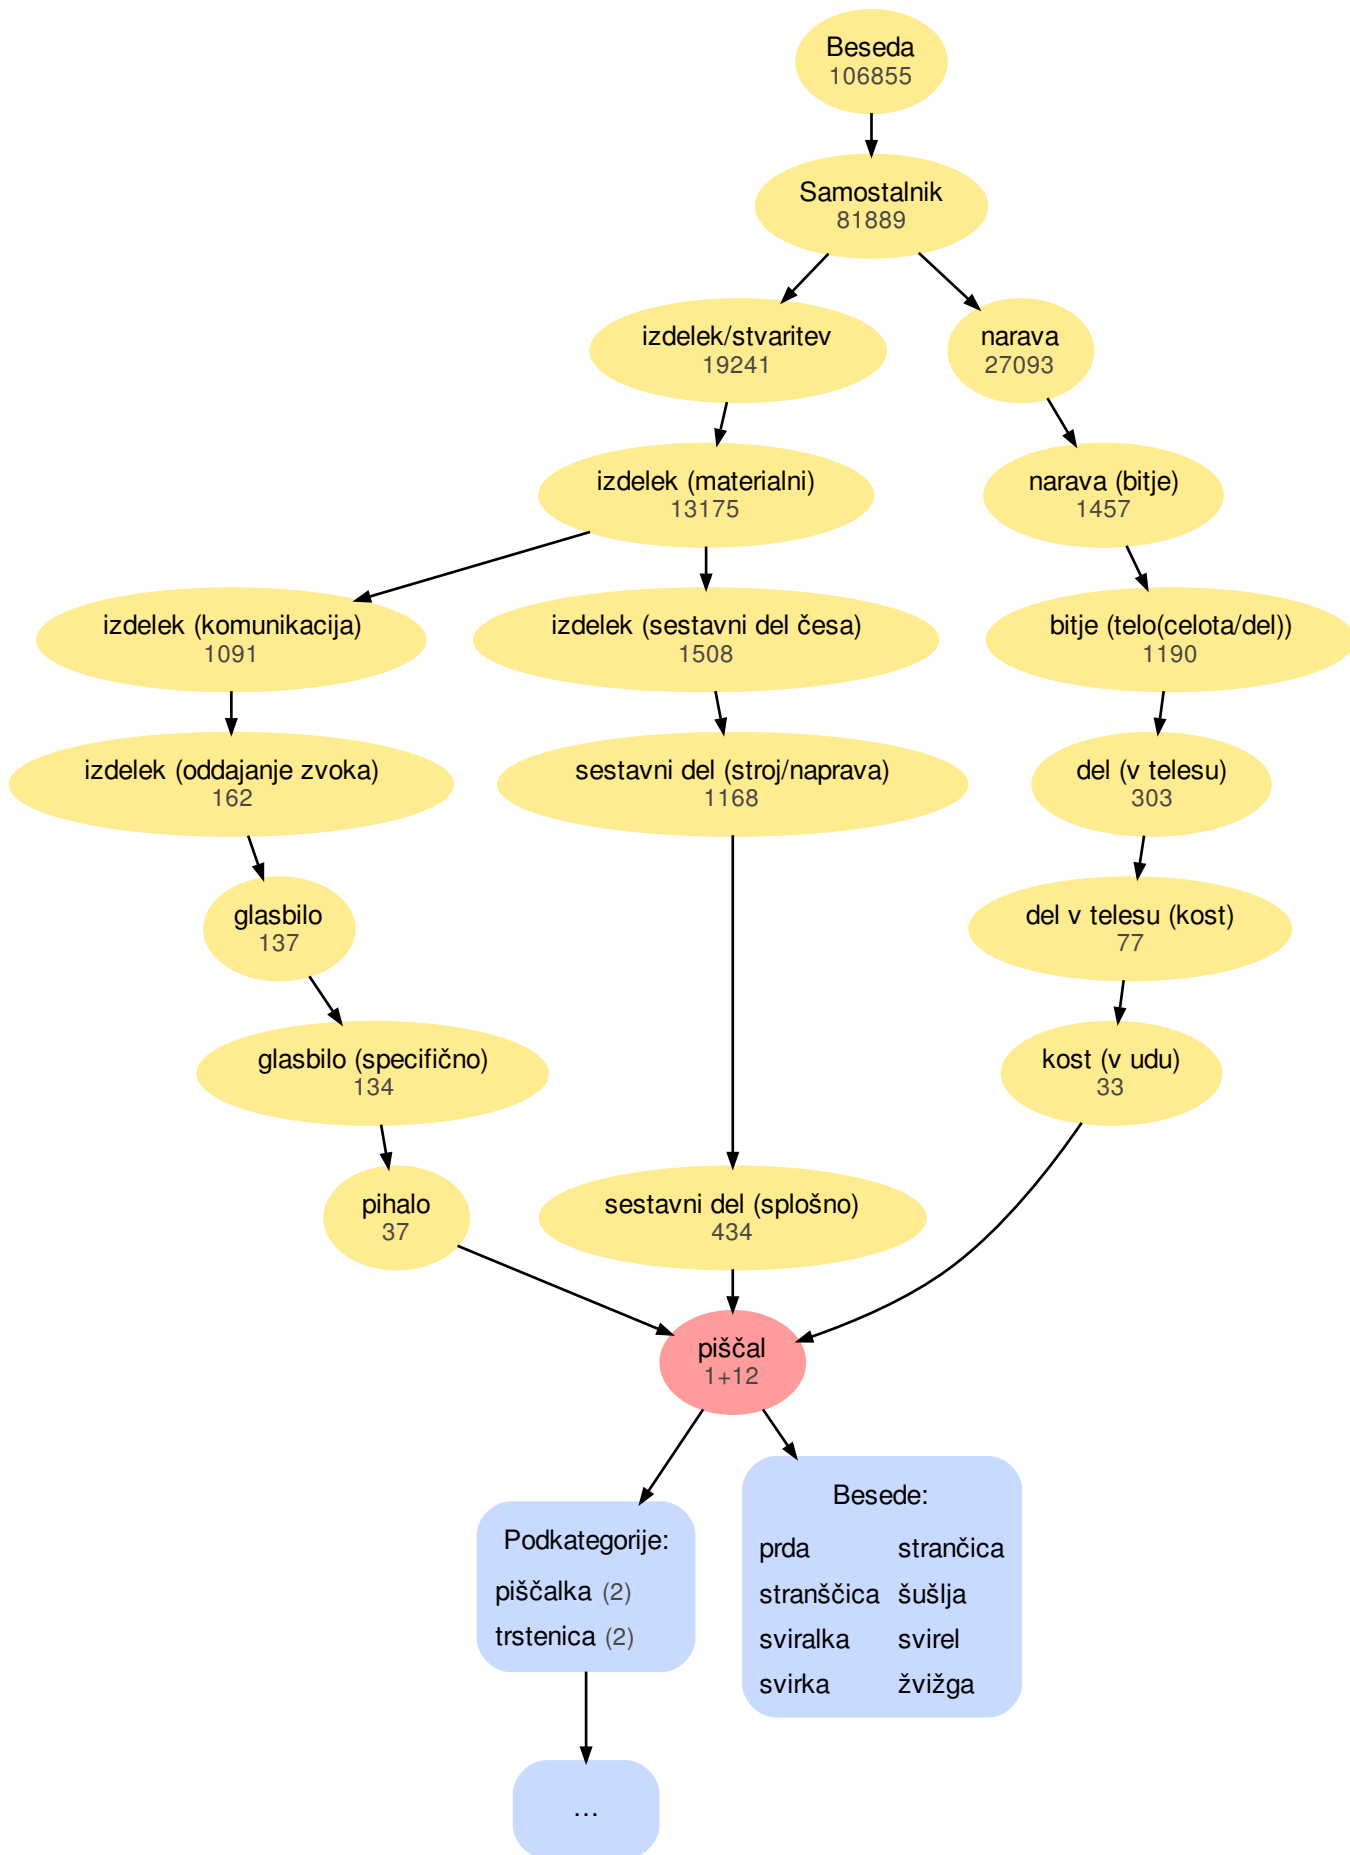 Beseda
106855
Samostalnik
81889
izdelek/stvaritev
19241
narava
27093
izdelek (materialni)
13175
narava (bitje)
1457
izdelek (komunikacija)
1091
izdelek (sestavni del česa)
1508
bitje (telo(celota/del))
1190
izdelek (oddajanje zvoka)
162
sestavni del (stroj/naprava)
1168
del (v telesu)
303
glasbilo
137
del v telesu (kost)
77
glasbilo (specifično)
134
kost (v udu)
33
pihalo
37
sestavni del (splošno)
434
piščal
1+12
Podkategorije:
piščalka (2)
trstenica (2)
Besede:
prda strančica
stranščica šušlja
sviralka svirel
svirka žvižga
...